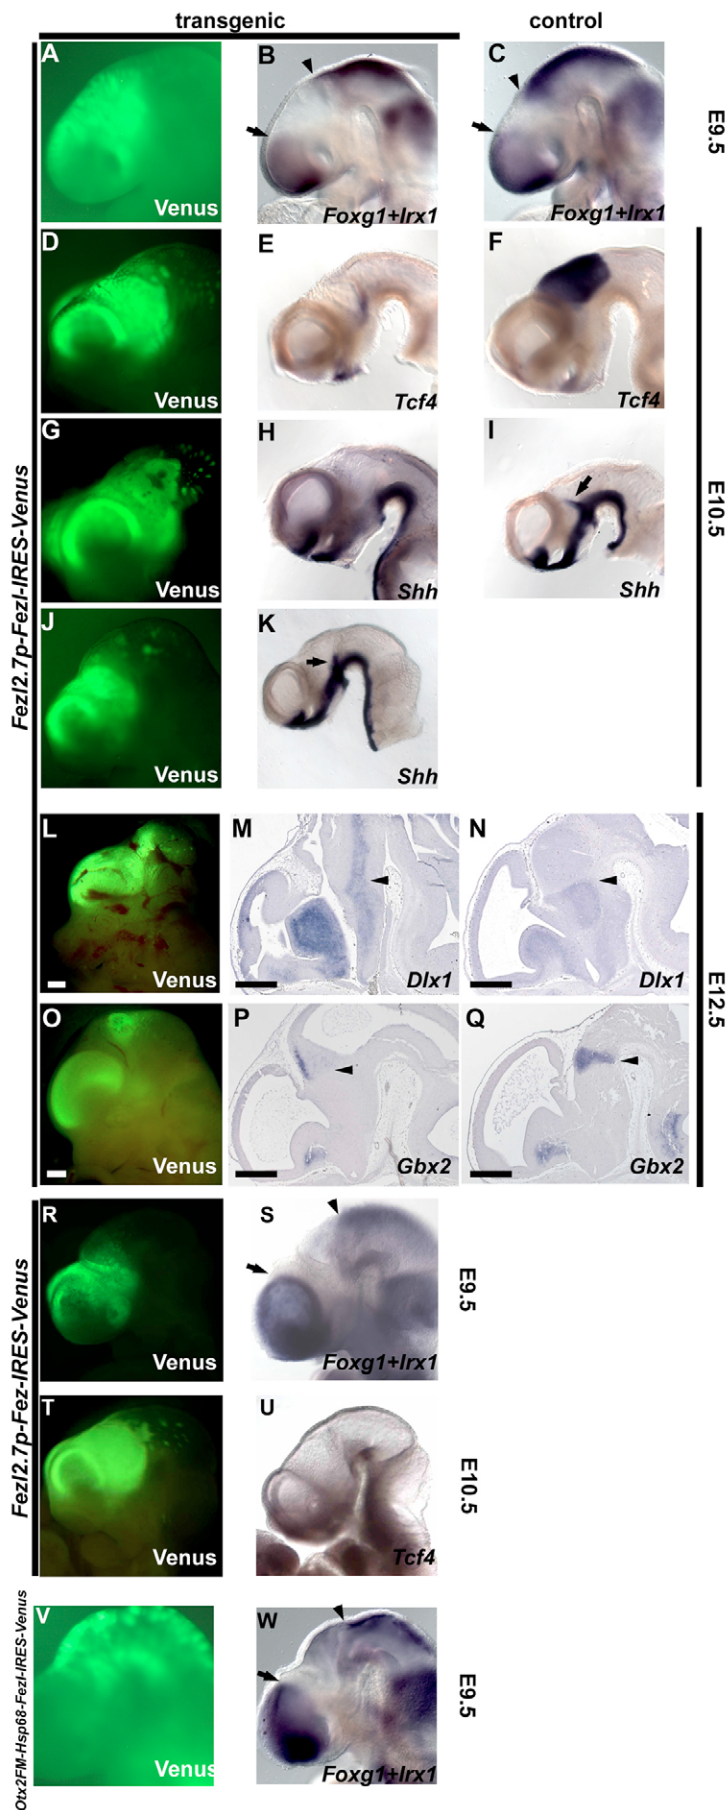 transgenic control
A B C
Venus Foxg1+Irx1 Foxg1+Irx1
E9.5
D E F
Venus Tcf4 Tcf4
G H I
Venus Shh Shh
J K
Venus Shh
E10.5
Fezl2.7p-Fezl-IRES-Venus
L M N
Venus Dlx1 Dlx1
O P Q
Venus Gbx2 Gbx2
E12.5
R S
Venus Foxg1+Irx1
E9.5
T U
Venus Tcf4
E10.5
Fezl2.7p-Fez-IRES-Venus
V W
Venus Foxg1+Irx1
E9.5
Otx2FM-Hsp68-Fezl-IRES-Venus